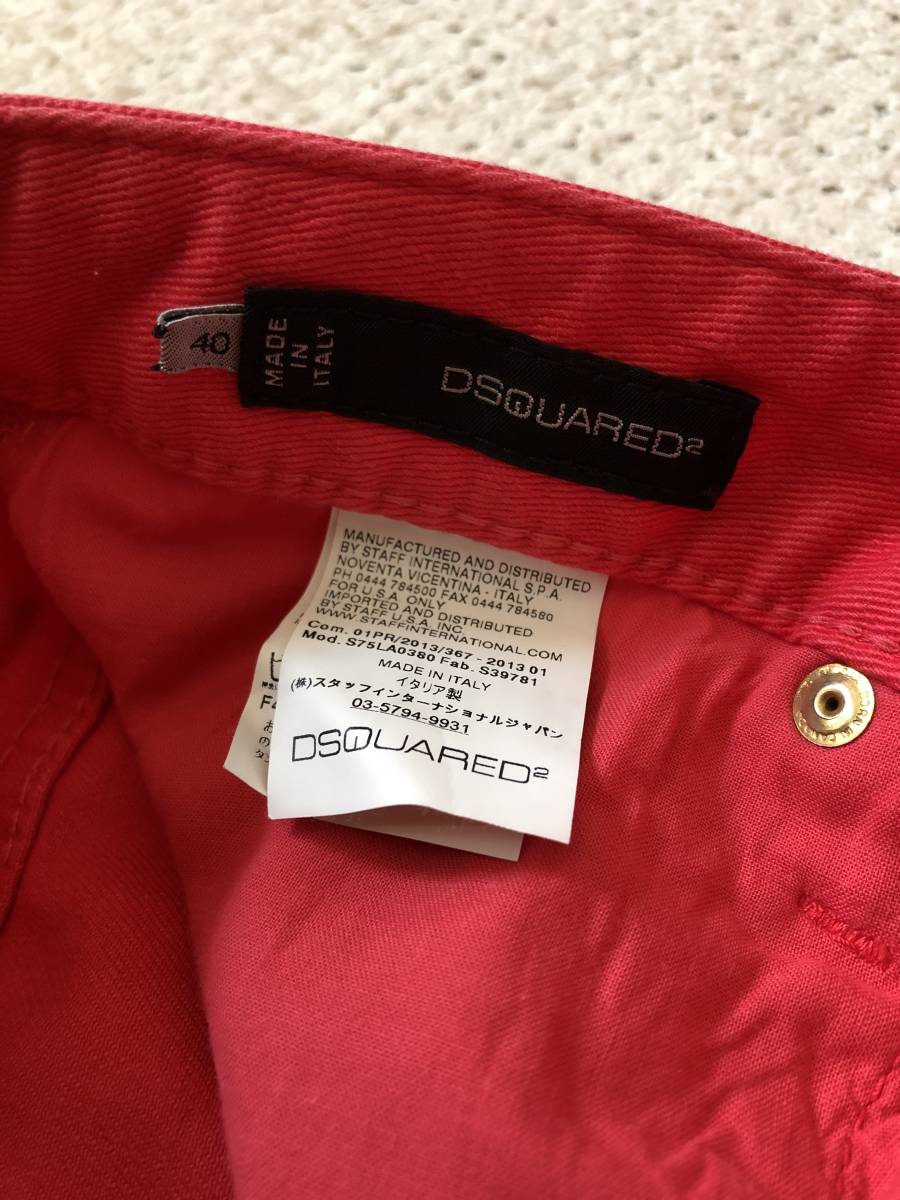 40
MADE
IN
ITALY
DSQUARED2
MANUFACTURED AND DISTRIBUTED
BY STAFF INTERNATIONAL S.P.A.
NOVENTA VICENTINA - ITALY
PH 0444 784500 FAX 0444 784580
FOR U.S.A. ONLY
IMPORTED AND DISTRIBUTED
BY STAFF U.S.A. INC
WWW.STAFFINTERNATIONAL.COM
Com. 01PR/2013/367 - 2013 01
Mod. S75LA0380 Fab. S39781
MADE IN ITALY
イタリア製
(株)スタッフインターナショナルジャパン
03-5794-9931
DSQUARED2